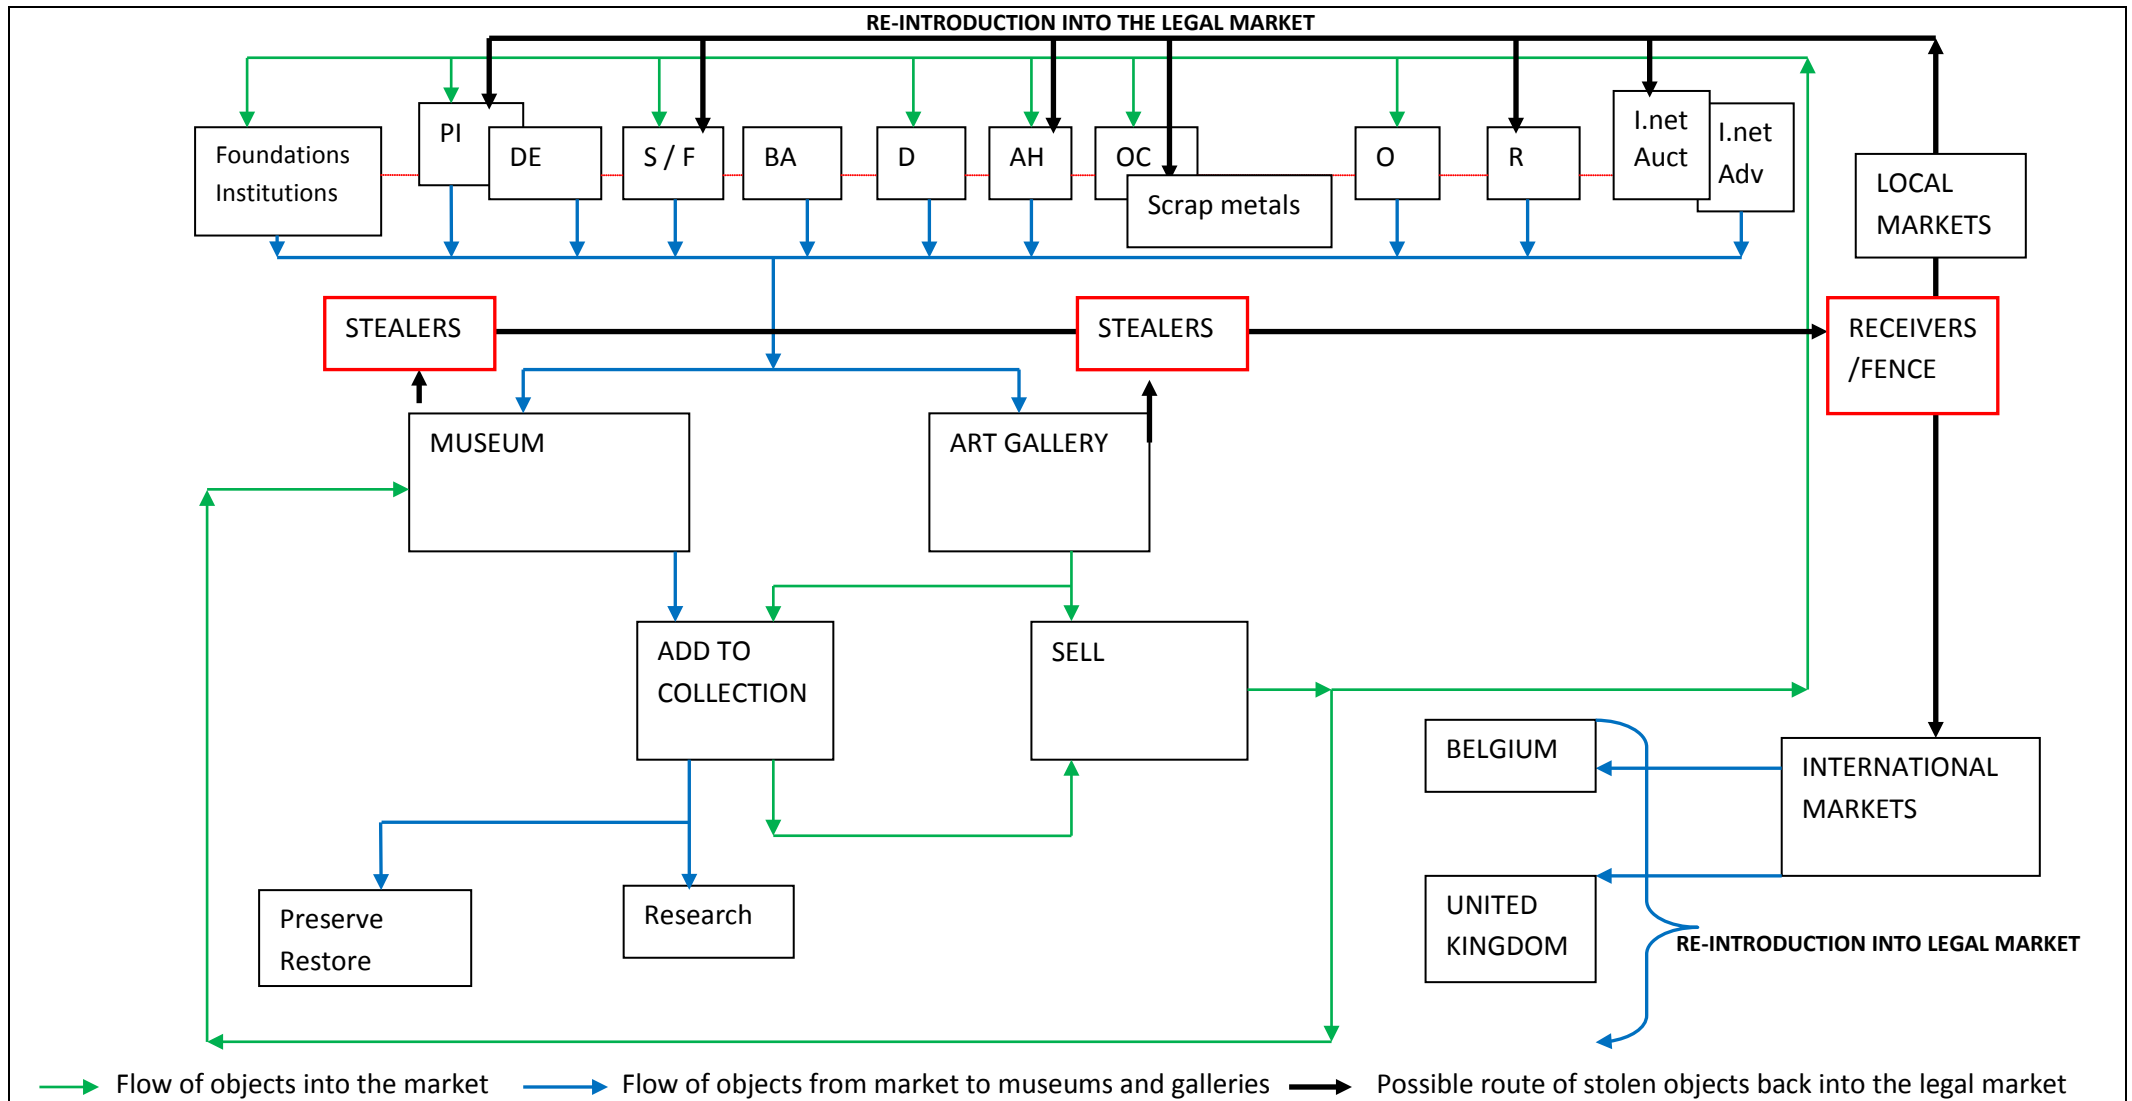 RE-INTRODUCTION INTO THE LEGAL MARKET
Foundations
Institutions
PI
DE
S / F
BA
D
AH
OC
Scrap metals
O
R
I.net
Auct
I.net
Adv
LOCAL
MARKETS
STEALERS
STEALERS
RECEIVERS
/FENCE
MUSEUM
ART GALLERY
ADD TO
COLLECTION
SELL
BELGIUM
INTERNATIONAL
MARKETS
UNITED
KINGDOM
RE-INTRODUCTION INTO LEGAL MARKET
Preserve
Restore
Research
Flow of objects into the market
Flow of objects from market to museums and galleries
Possible route of stolen objects back into the legal market